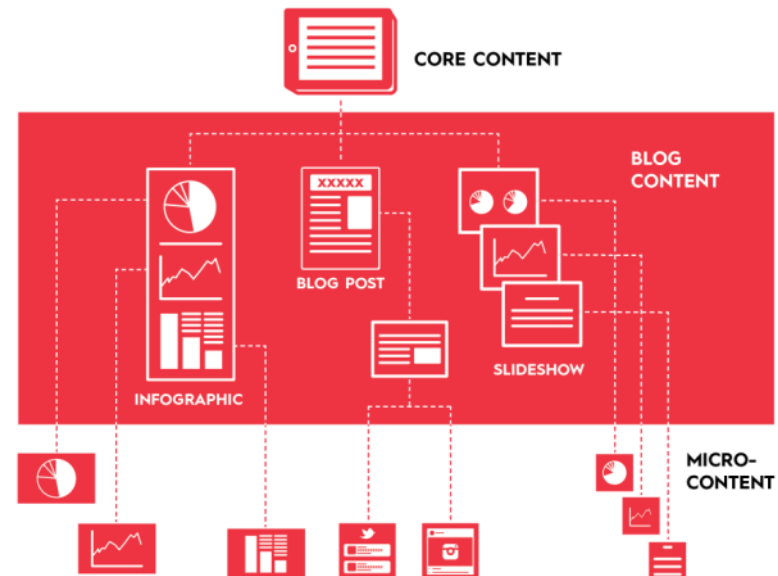 CORE CONTENT
BLOG
CONTENT
XXXXX
BLOG POST
SLIDESHOW
INFOGRAPHIC
MICRO-
CONTENT